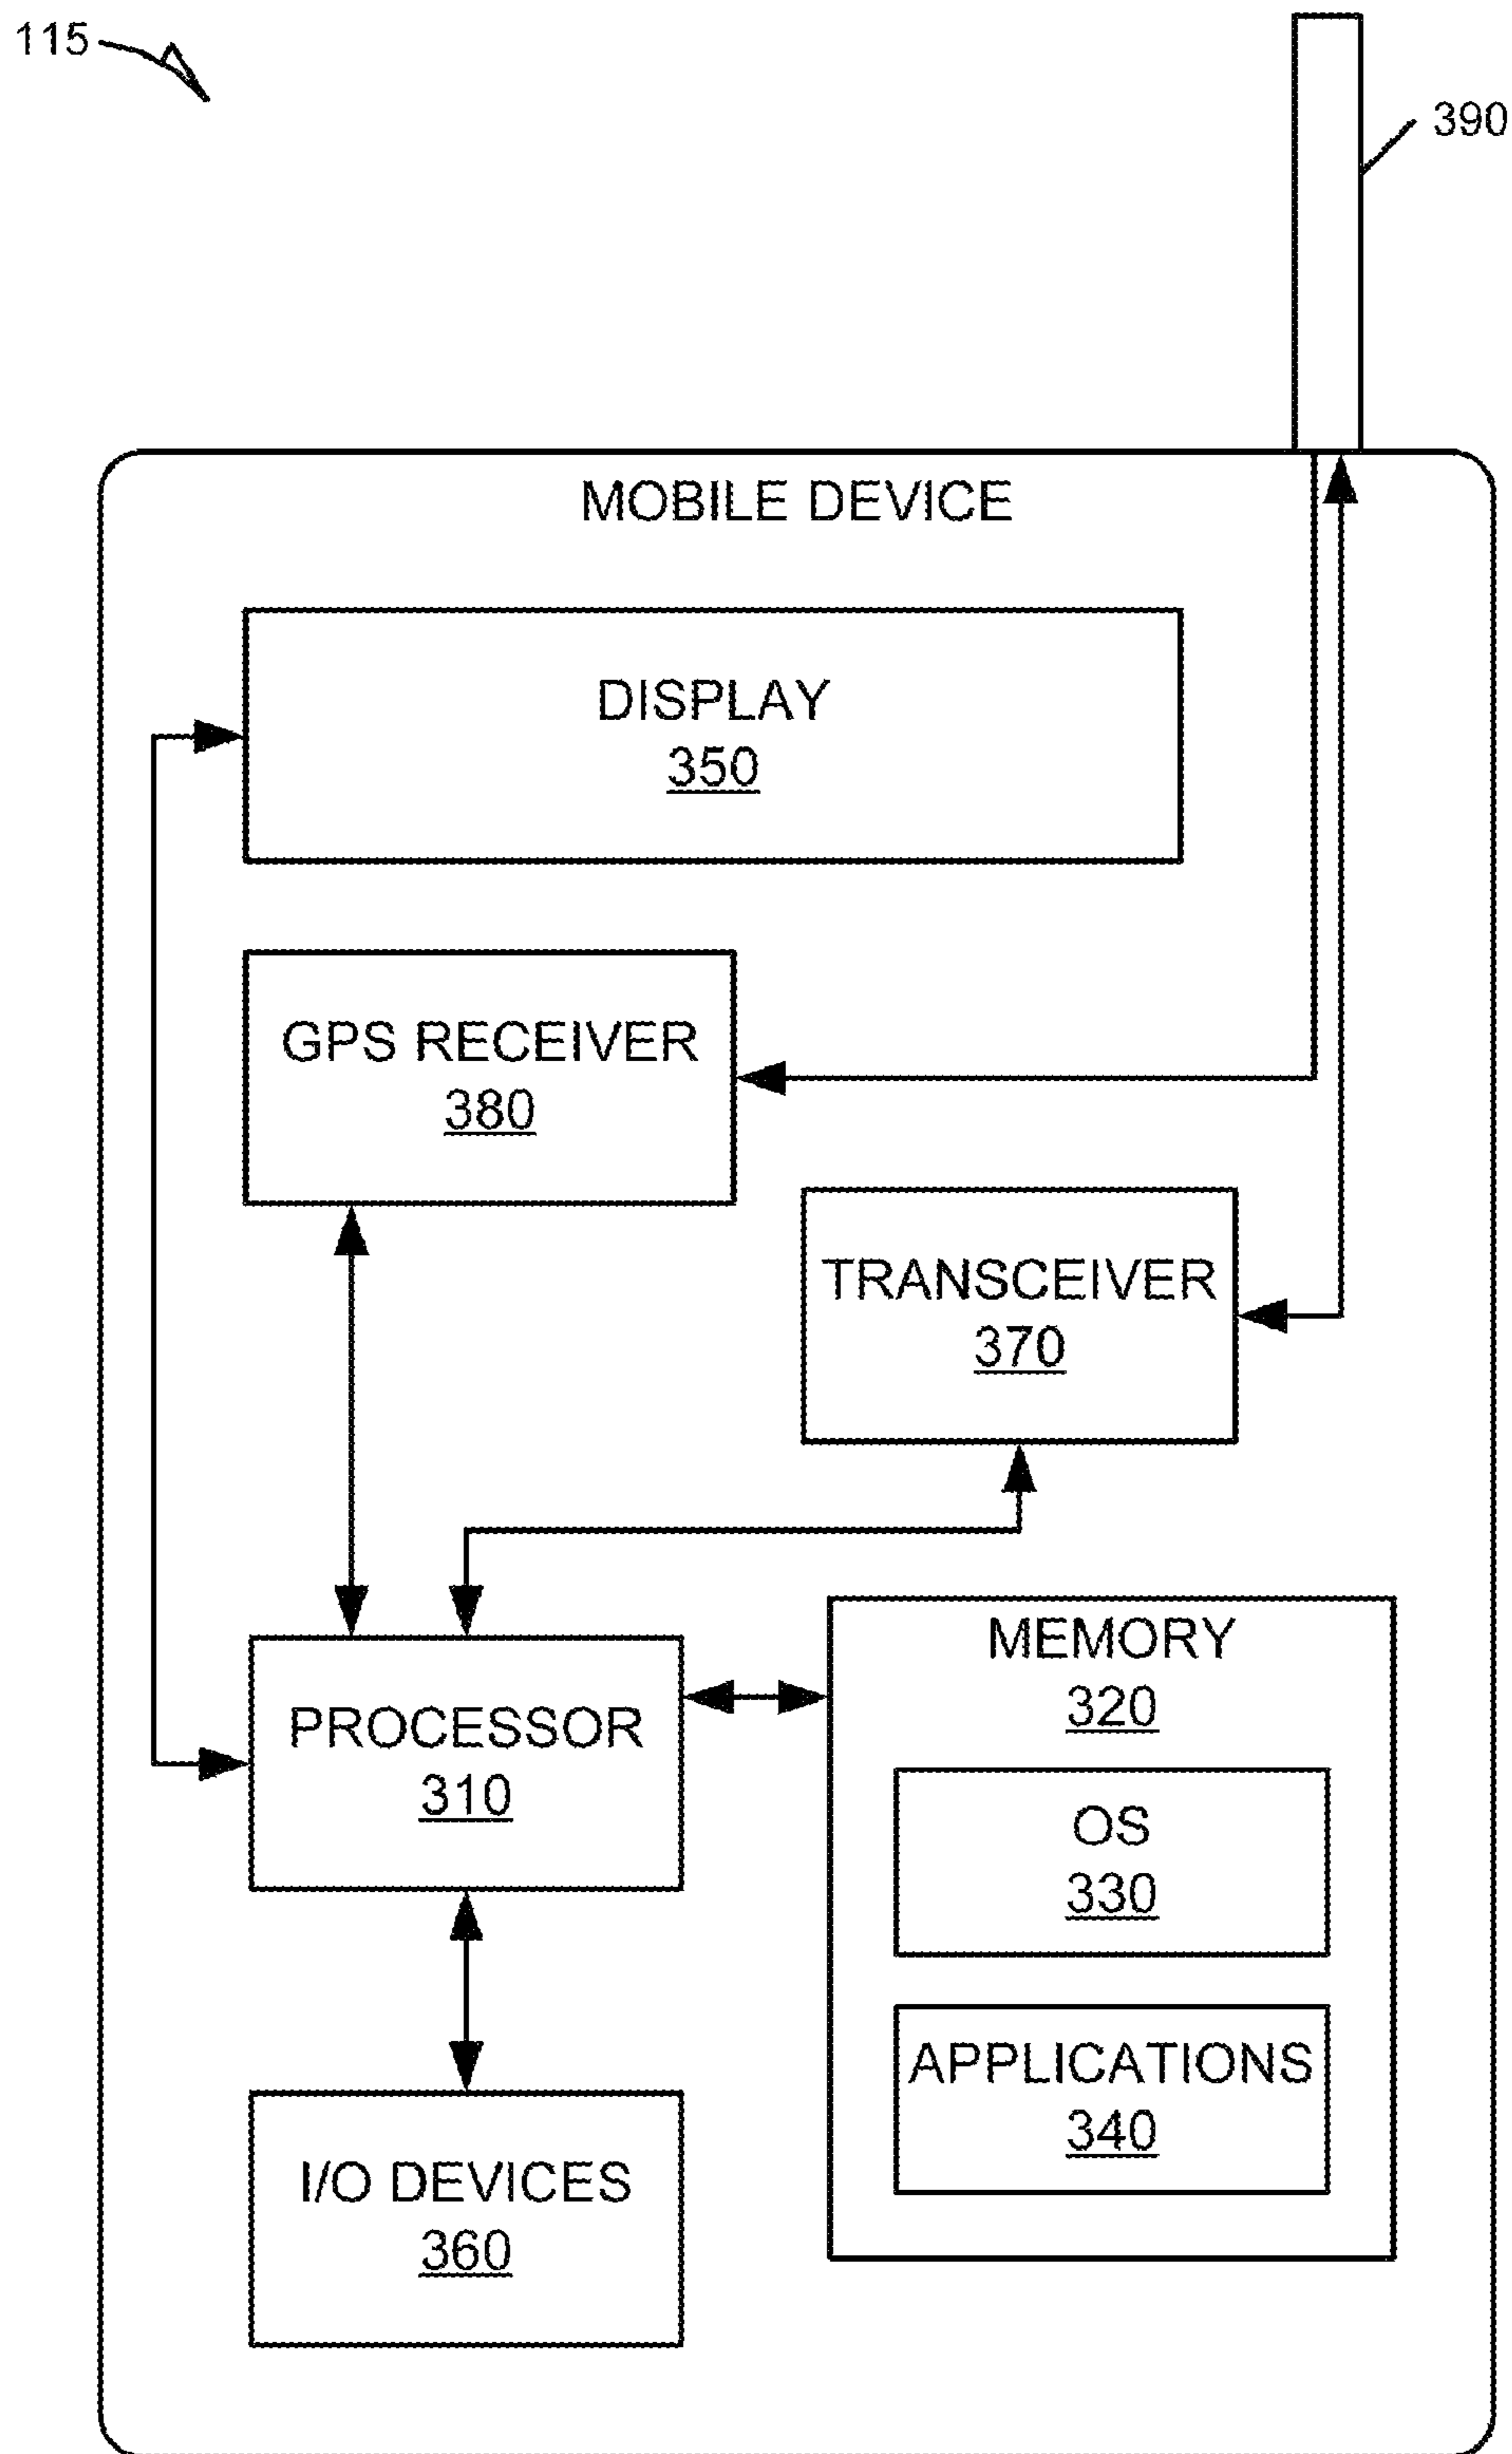 115
390
MOBILE DEVICE
DISPLAY
350
GPS RECEIVER
380
TRANSCEIVER
370
PROCESSOR
310
MEMORY
320
OS
330
APPLICATIONS
340
I/O DEVICES
360